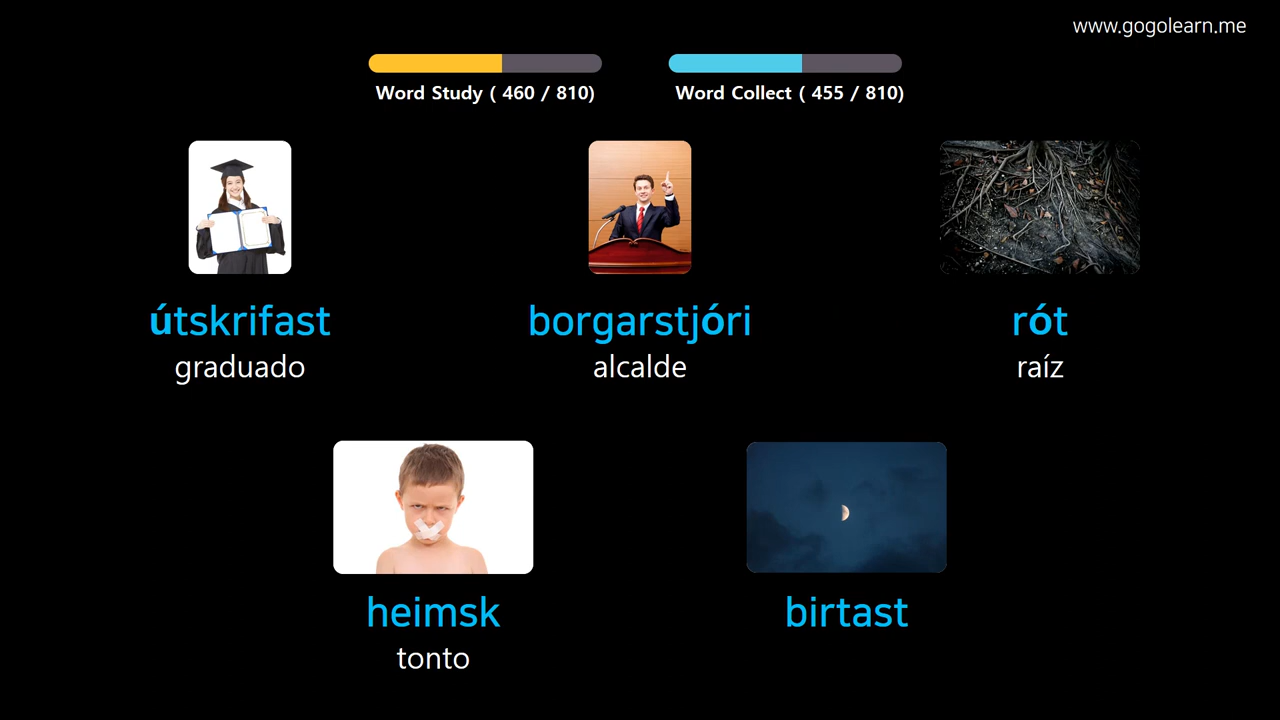 www.gogolearn.me
Word Study ( 460 / 810)
Word Collect ( 455 / 810)
útskrifast
graduado
borgarstjóri
alcalde
rót
raíz
heimsk
tonto
birtast